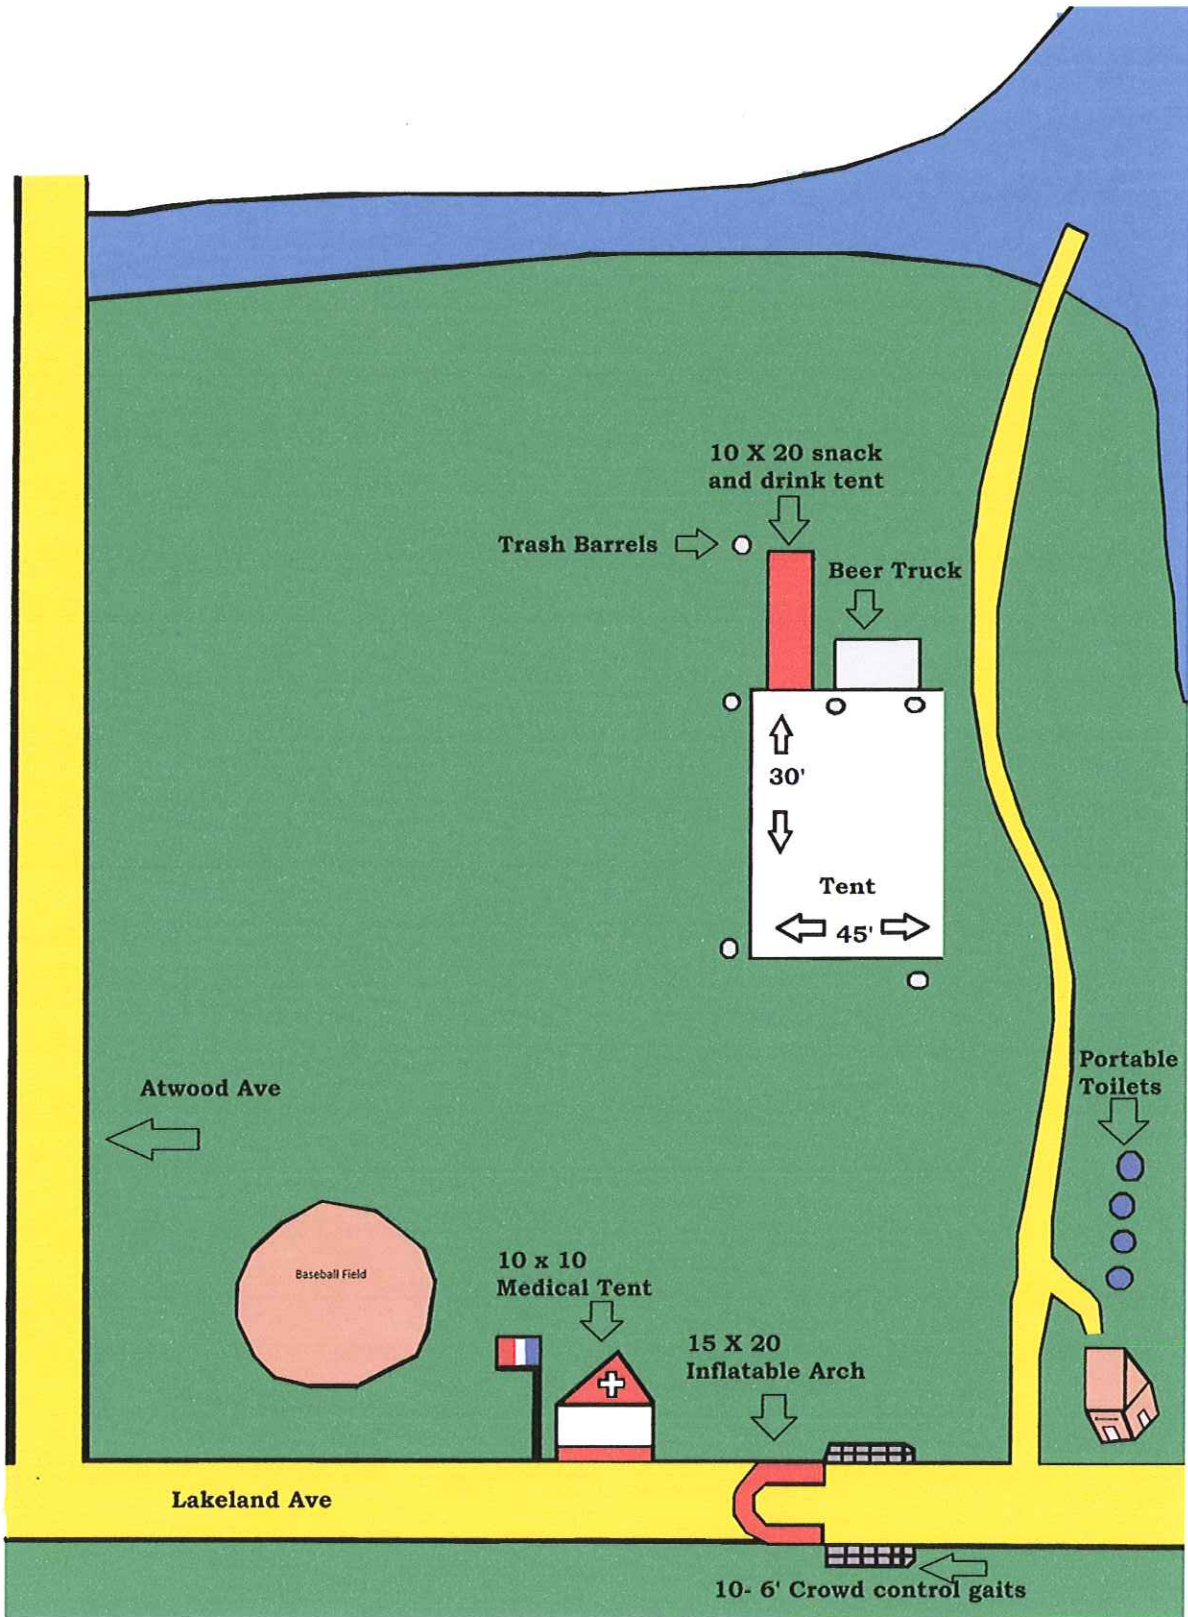 10 X 20 snack
and drink tent
Trash Barrels
Beer Truck
30'
Tent
45'
Portable
Toilets
Atwood Ave
Baseball Field
10 x 10
Medical Tent
15 X 20
Inflatable Arch
Lakeland Ave
10- 6' Crowd control gaits